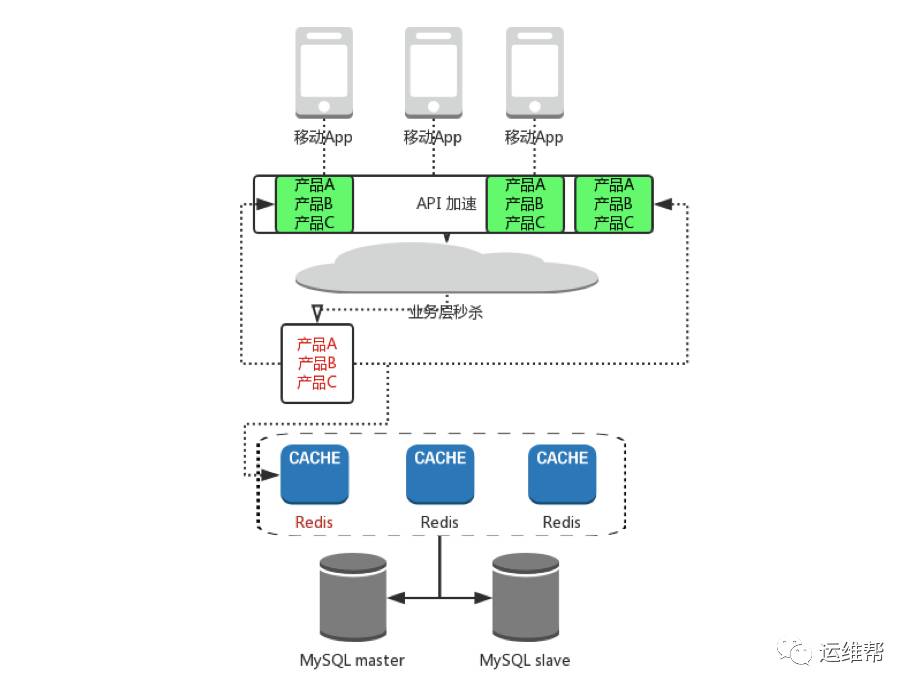 移动App
移动App
移动App
产品A
产品B
产品C
API 加速
产品A
产品B
产品C
产品A
产品B
产品C
业务层秒杀
产品A
产品B
产品C
CACHE
CACHE
CACHE
Redis
Redis
Redis
MySQL master
MySQL slave
运维帮